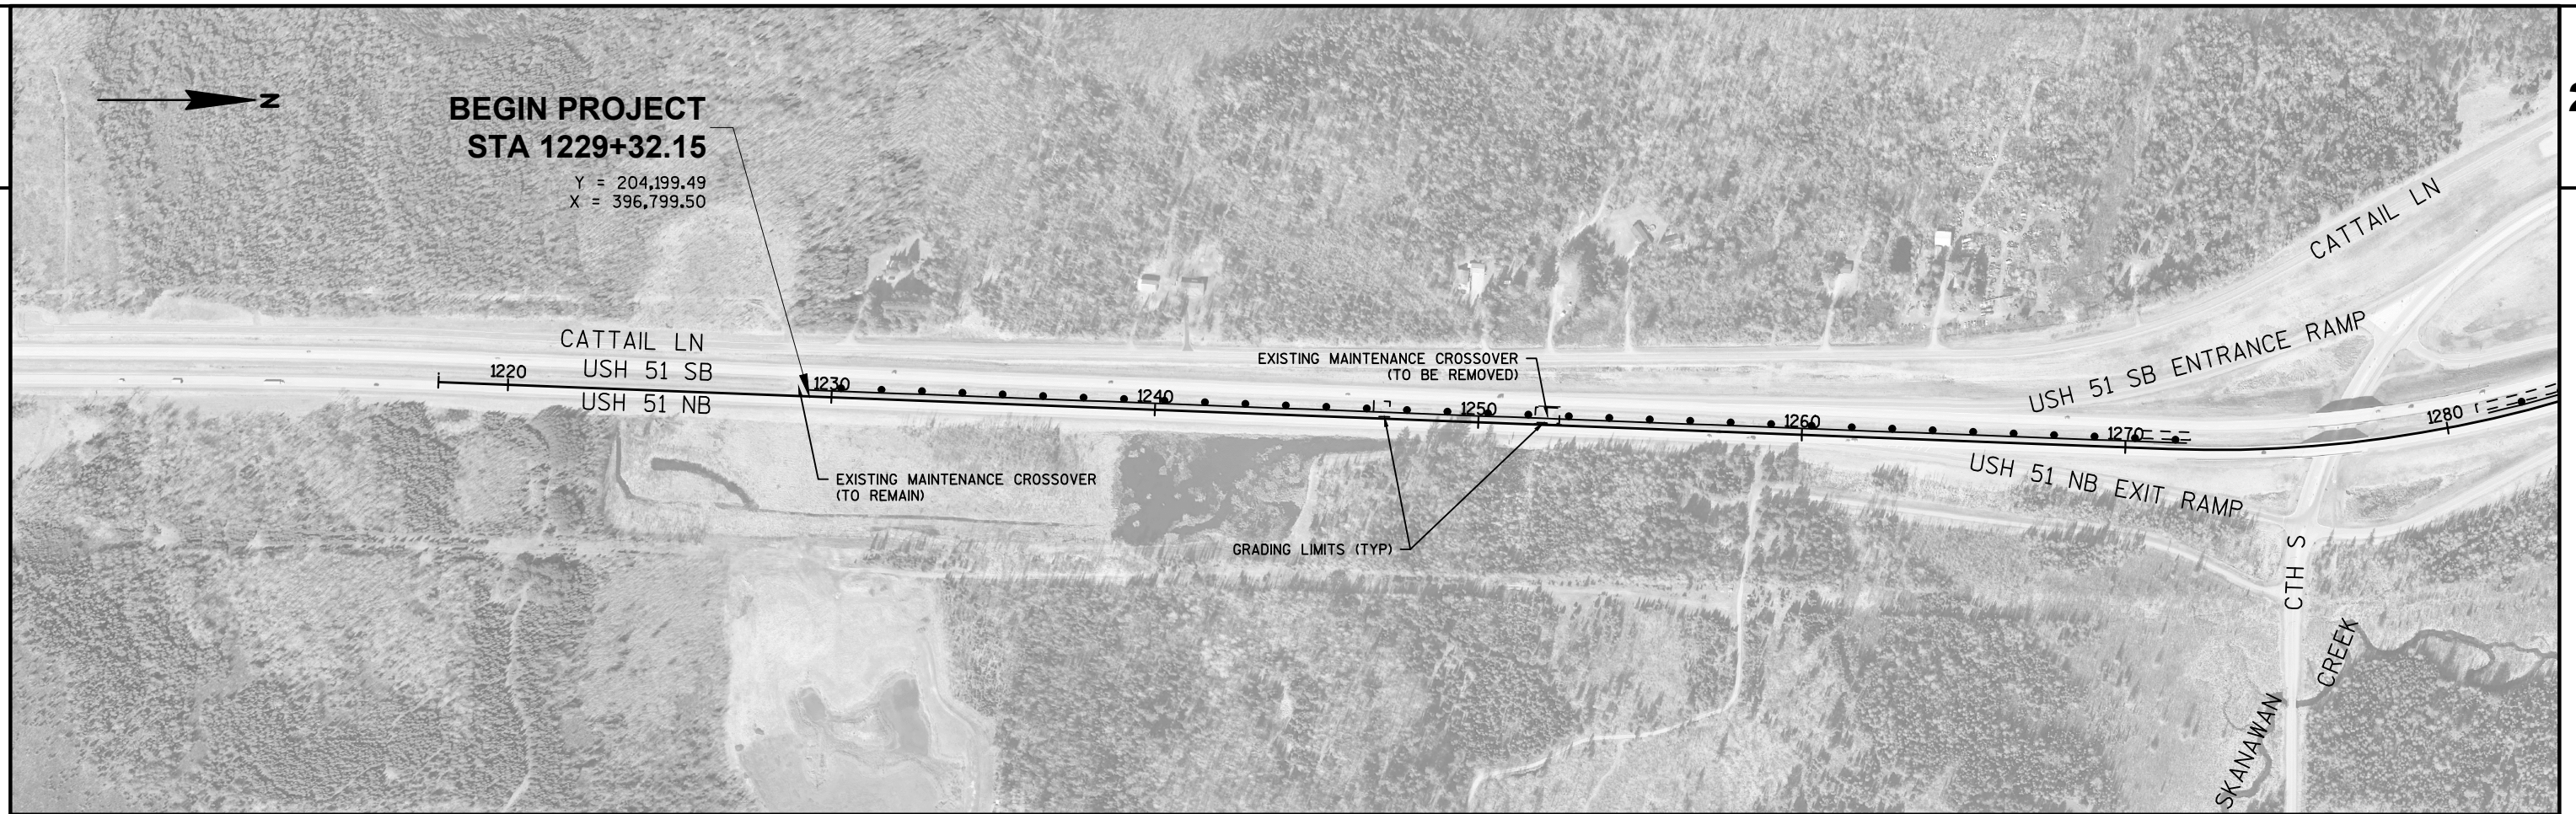 N
BEGIN PROJECT
STA 1229+32.15
Y = 204,199.49
X = 396,799.50
CATTAIL LN
CATTAIL LN
USH 51 SB
USH 51 NB
USH 51 SB ENTRANCE RAMP
1220
1230
1240
1250
1260
1270
1280
EXISTING MAINTENANCE CROSSOVER
(TO BE REMOVED)
EXISTING MAINTENANCE CROSSOVER
(TO REMAIN)
GRADING LIMITS (TYP)
USH 51 NB EXIT RAMP
CTH S
SKANAWAN CREEK